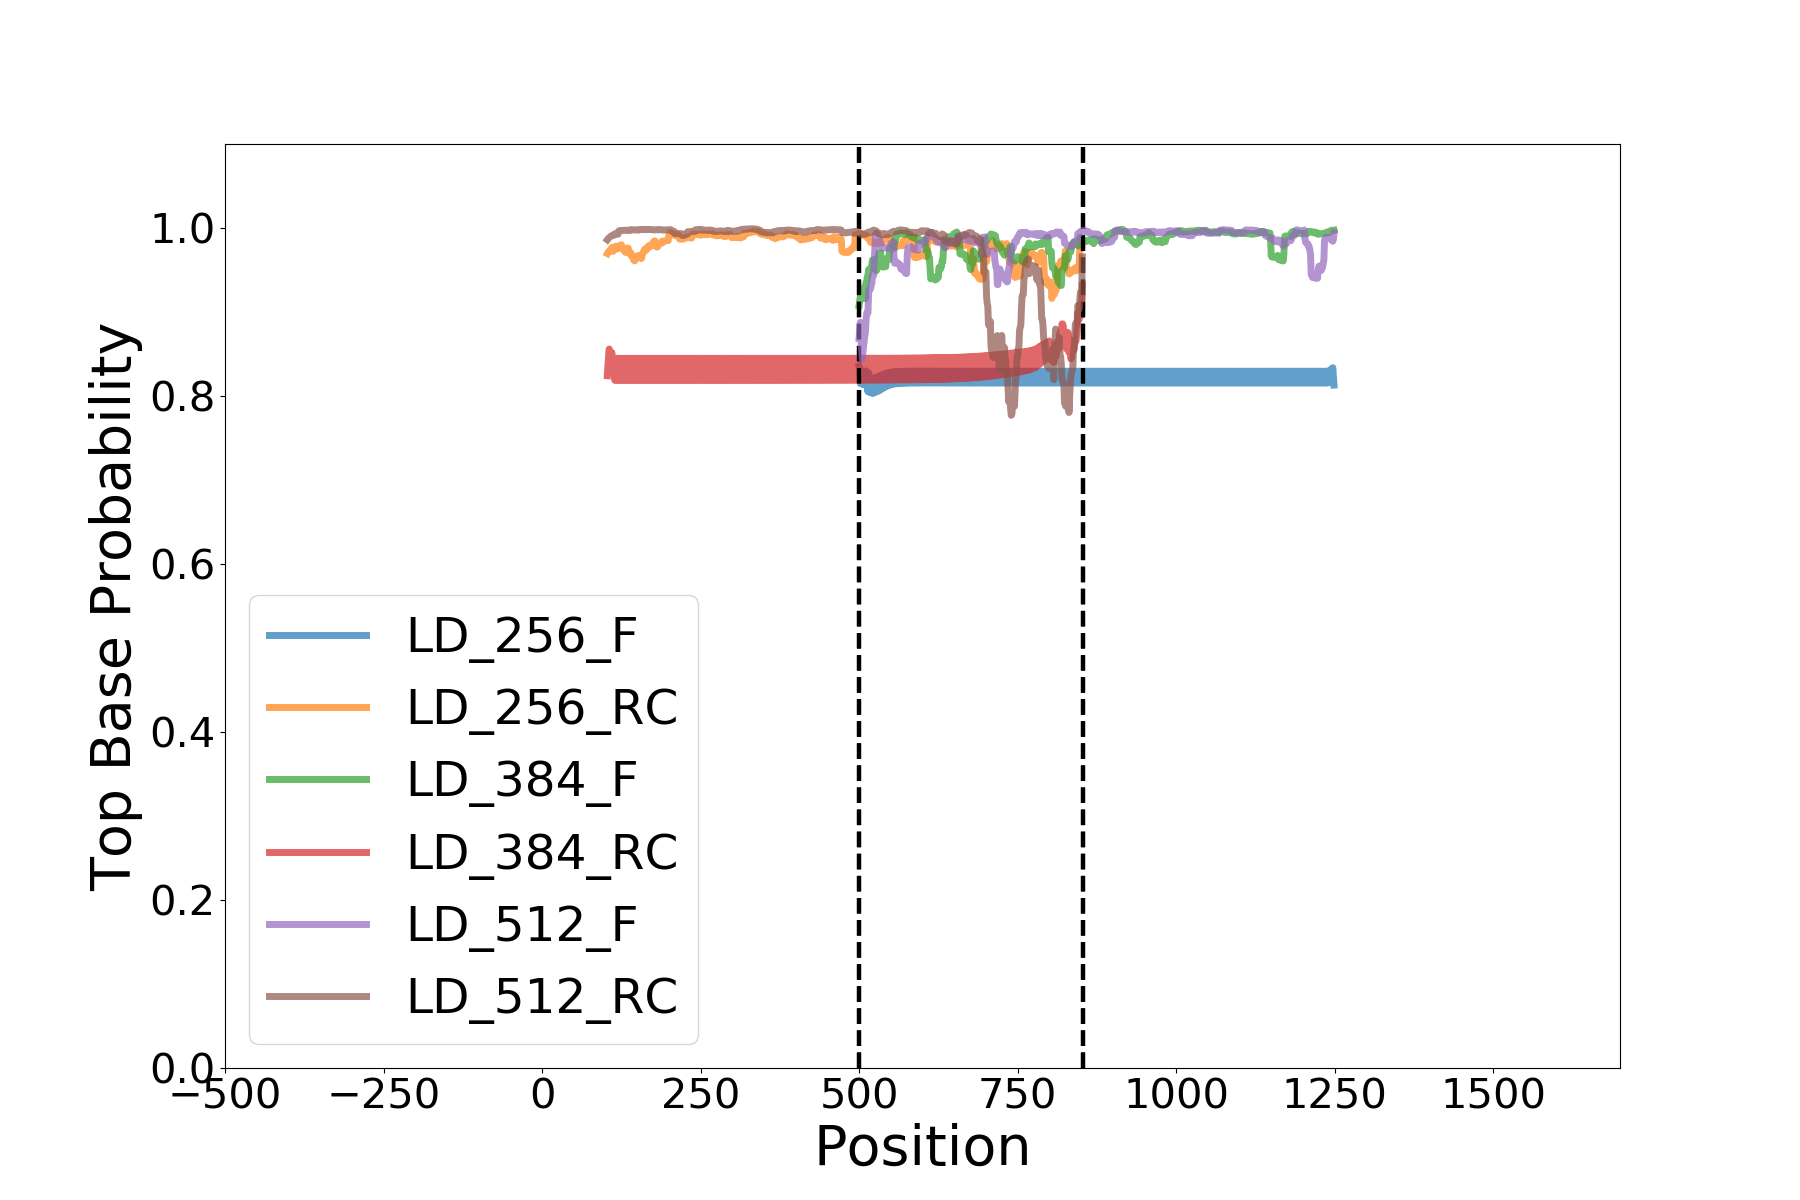 1.0
0.8
0.6
0.4
0.2
0.0
Top Base Probability
LD_256_F
LD_256_RC
LD_384_F
LD_384_RC
LD_512_F
LD_512_RC
−500 −250 0 250 500 750 1000 1250 1500
Position